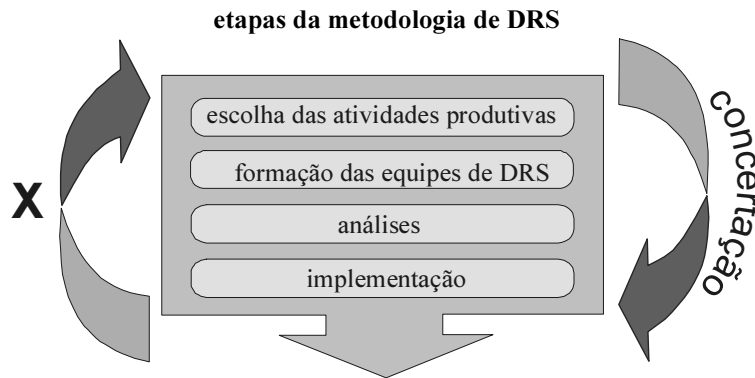 etapas da metodologia de DRS
escolha das atividades produtivas
formação das equipes de DRS
análises
implementação
X
concertação